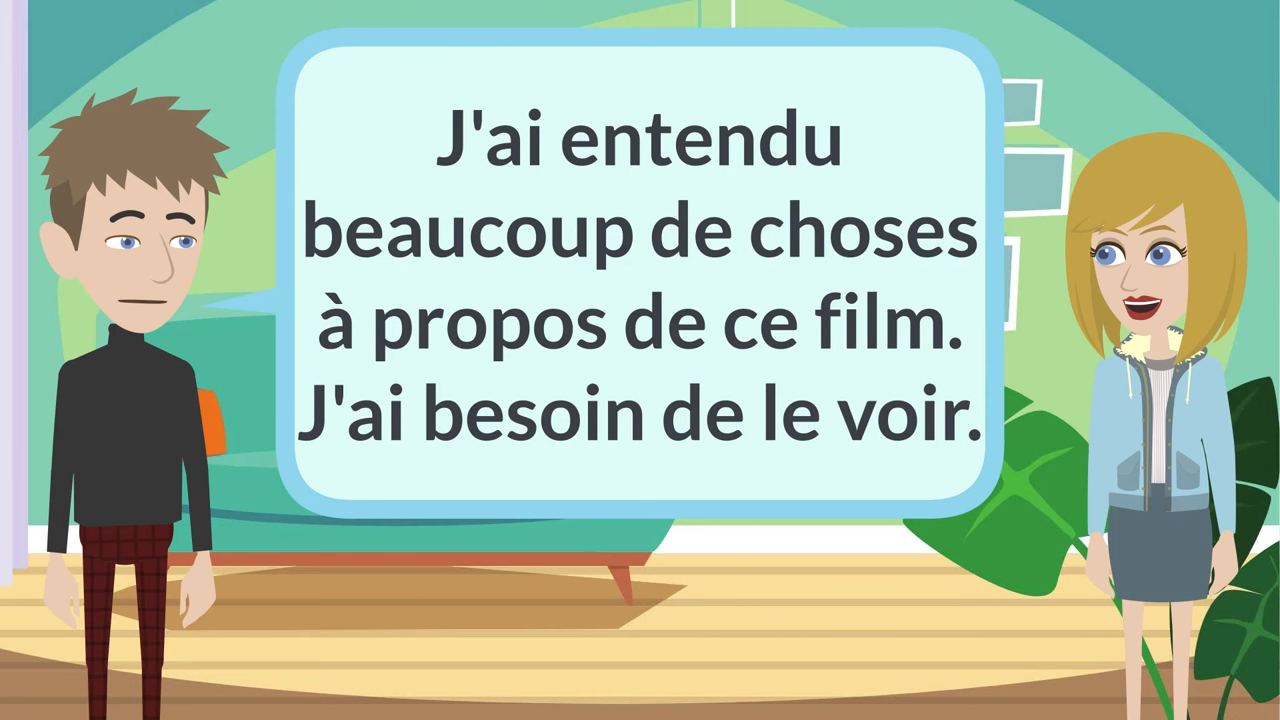 J'ai entendu
beaucoup de choses
à propos de ce film.
J'ai besoin de le voir.